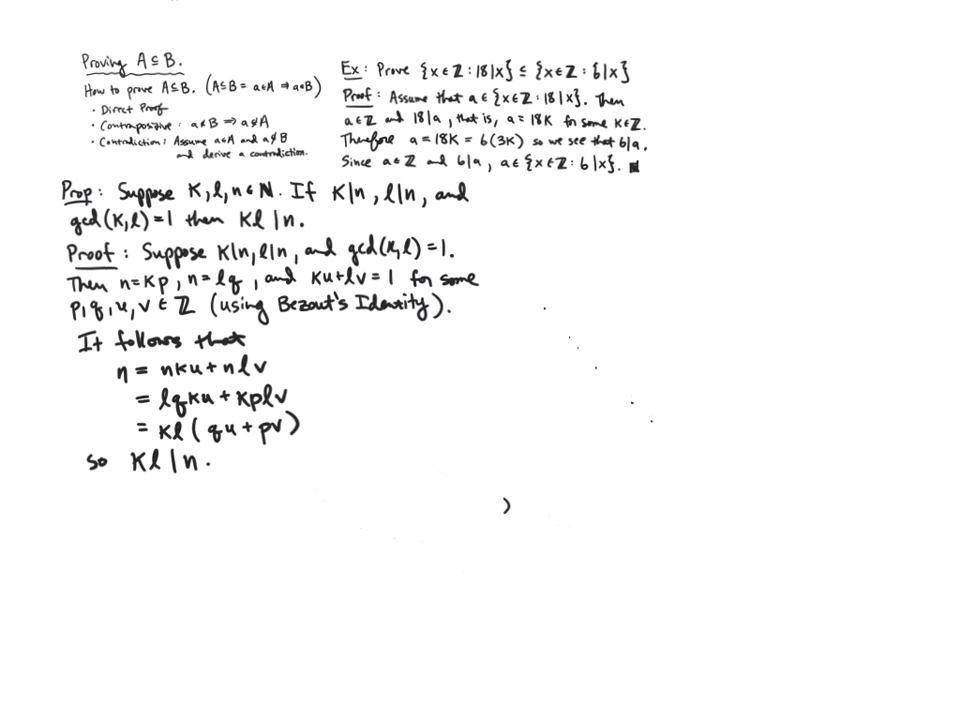 Proving A ⊆ B.
How to prove A⊆B. (A⊆B = a∈A ⇒ a∈B)
• Direct Proof
• Contrapositive : a∉B ⇒ a∉A
• Contradiction : Assume a∈A and a∉B
and derive a contradiction.
Ex : Prove {x∈ℤ : 18|x} ⊆ {x∈ℤ : 6|x}
Proof : Assume that a ∈ {x∈ℤ : 18|x}. Then
a∈ℤ and 18|a, that is, a = 18K for some K∈ℤ.
Therefore a = 18K = 6(3K) so we see that 6|a.
Since a∈ℤ and 6|a, a∈{x∈ℤ : 6|x}. ■
Prop : Suppose K, l, n ∈ ℕ. If K|n, l|n, and
gcd(K,l)=1 then Kl|n.
Proof : Suppose K|n, l|n, and gcd(K,l)=1.
Then n=Kp, n=lq, and Ku+lv=1 for some
p,q,u,v ∈ ℤ (using Bezout's Identity).
It follows that
n = nKu+nlv
= lqKu + Kplv
= Kl(qu+pv)
so Kl|n.
)